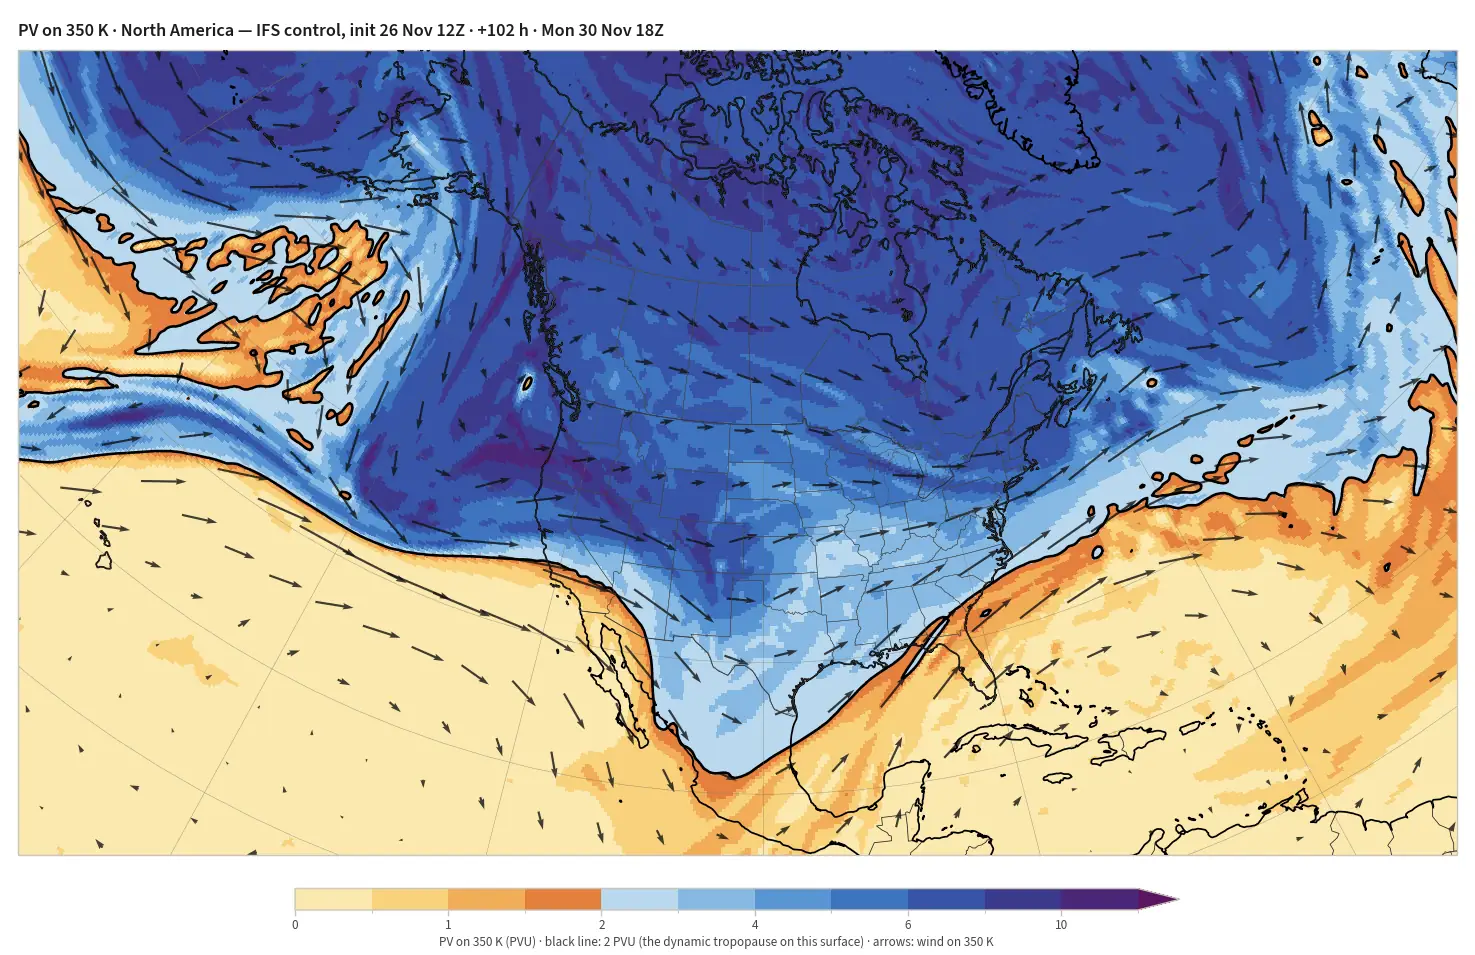 PV on 350 K · North America — IFS control, init 26 Nov 12Z · +102 h · Mon 30 Nov 18Z
0 1 2 4 6 10
PV on 350 K (PVU) · black line: 2 PVU (the dynamic tropopause on this surface) · arrows: wind on 350 K